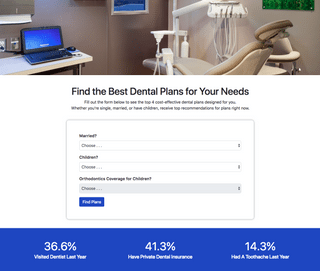 Find the Best Dental Plans for Your Needs
Fill out the form below to see the top 4 cost-effective dental plans designed for you.
Whether you're single, married, or have children, receive top recommendations for plans right now.
Married?
Choose . . .
Children?
Choose . . .
Orthodontics Coverage for Children?
Choose . . .
Find Plans
36.6% 41.3% 14.3%
Visited Dentist Last Year Have Private Dental Insurance Had A Toothache Last Year